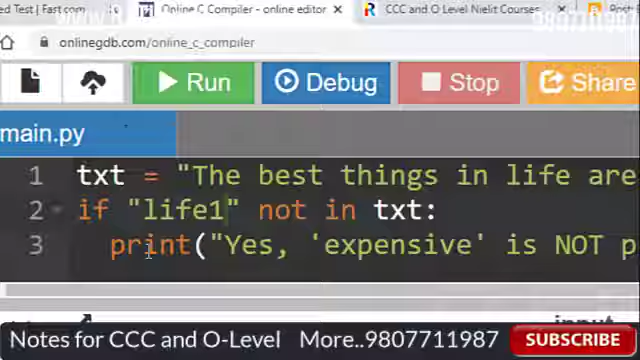 ed Test | Fast.com
Online C Compiler - online editor
CCC and O Level Nielit Courses
9807711987
onlinegdb.com/online_c_compiler
Run Debug Stop Share
main.py
1 txt = "The best things in life are
2 if "life1" not in txt:
3 print("Yes, 'expensive' is NOT p
input
Notes for CCC and O-Level More..9807711987 SUBSCRIBE